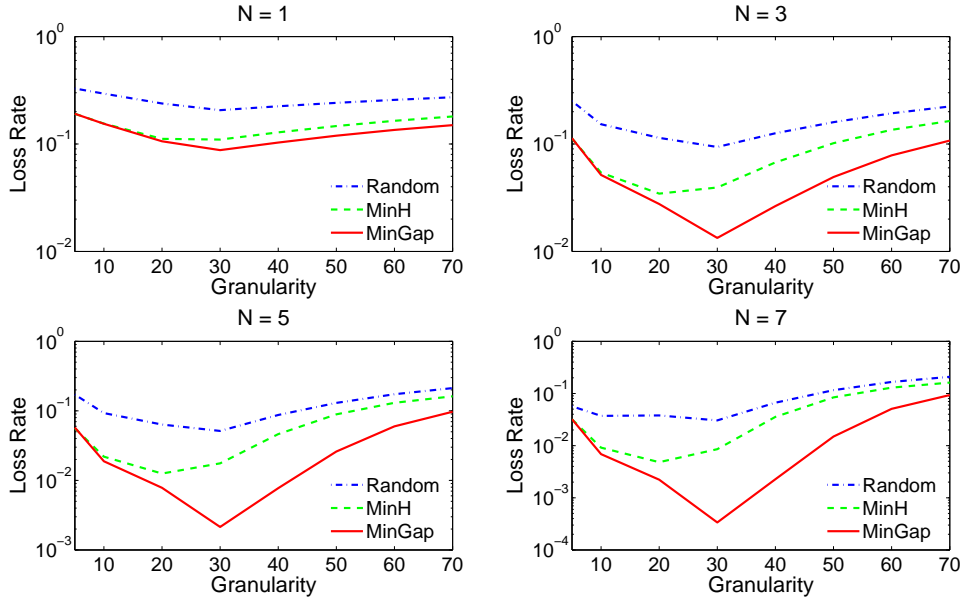 N = 1
10^0
10^-1
10^-2
Loss Rate
Random
MinH
MinGap
10 20 30 40 50 60 70
Granularity
N = 3
10^0
10^-1
10^-2
Loss Rate
Random
MinH
MinGap
10 20 30 40 50 60 70
Granularity
N = 5
10^0
10^-1
10^-2
10^-3
Loss Rate
Random
MinH
MinGap
10 20 30 40 50 60 70
Granularity
N = 7
10^0
10^-1
10^-2
10^-3
10^-4
Loss Rate
Random
MinH
MinGap
10 20 30 40 50 60 70
Granularity